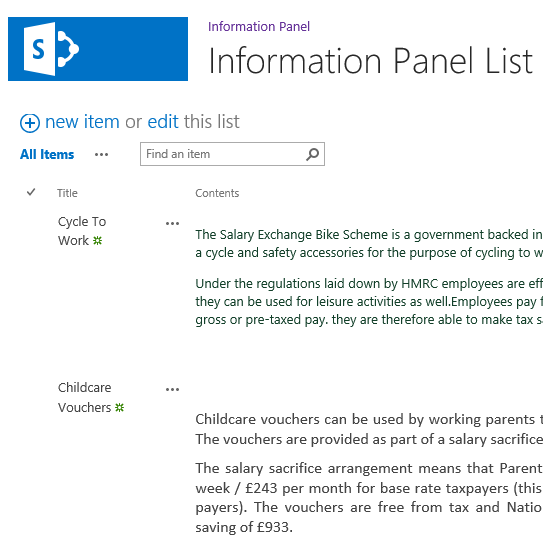 S
Information Panel
Information Panel List
new item or edit this list
All Items ... Find an item
Title Contents
Cycle To
Work
...
The Salary Exchange Bike Scheme is a government backed in
a cycle and safety accessories for the purpose of cycling to w
Under the regulations laid down by HMRC employees are eff
they can be used for leisure activities as well.Employees pay f
gross or pre-taxed pay. they are therefore able to make tax sa
Childcare
Vouchers
...
Childcare vouchers can be used by working parents t
The vouchers are provided as part of a salary sacrifice
The salary sacrifice arrangement means that Parent
week / £243 per month for base rate taxpayers (this
payers). The vouchers are free from tax and Natio
saving of £933.